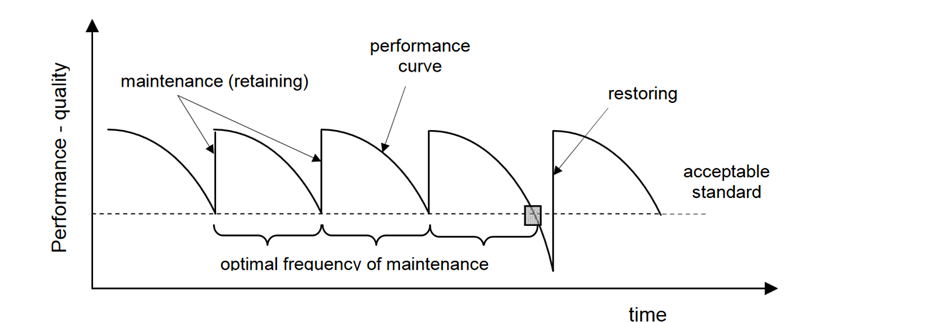 performance
curve
maintenance (retaining)
restoring
Performance - quality
acceptable
standard
optimal frequency of maintenance
time